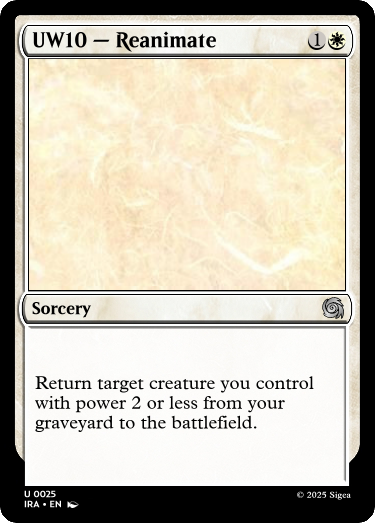 UW10 — Reanimate 1
Sorcery
Return target creature you control
with power 2 or less from your
graveyard to the battlefield.
U 0025
IRA • EN
© 2025 Sigea